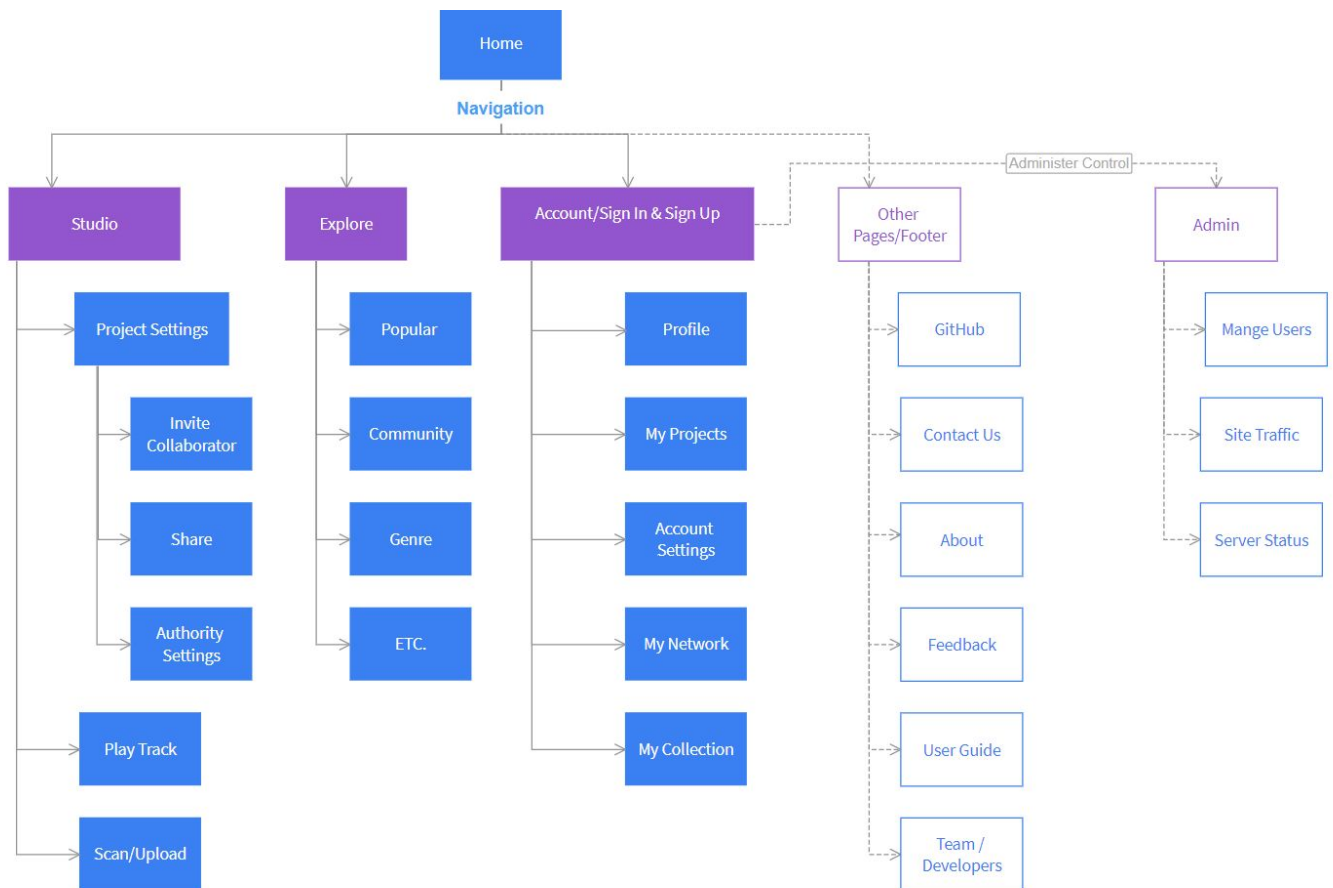 Home
Navigation
Administer Control
Studio
Explore
Account/Sign In & Sign Up
Other
Pages/Footer
Admin
Project Settings
Popular
Profile
GitHub
Mange Users
Invite
Collaborator
Community
My Projects
Contact Us
Site Traffic
Share
Genre
Account
Settings
About
Server Status
Authority
Settings
ETC.
My Network
Feedback
Play Track
My Collection
User Guide
Scan/Upload
Team /
Developers